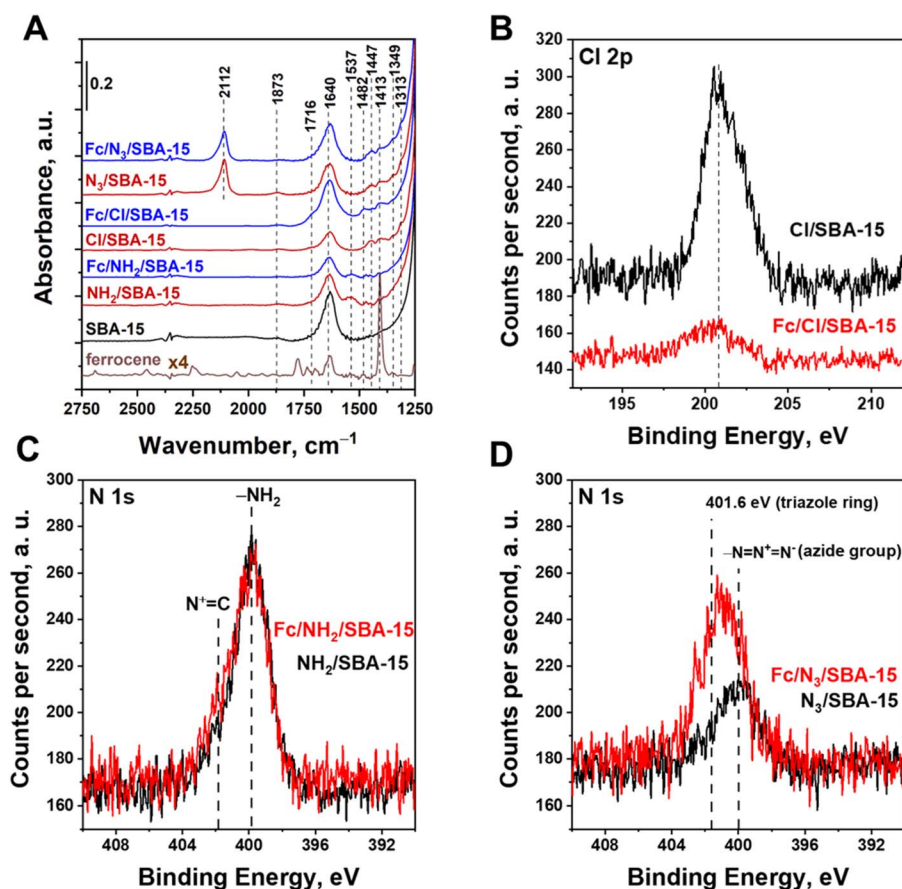 A
0.2
2112
1873
1716
1640
1537
1482
1447
1413
1349
1313
Fc/N₃/SBA-15
N₃/SBA-15
Fc/Cl/SBA-15
Cl/SBA-15
Fc/NH₂/SBA-15
NH₂/SBA-15
SBA-15
ferrocene x4
Absorbance, a.u.
2750 2500 2250 2000 1750 1500 1250
Wavenumber, cm⁻¹
B
Cl 2p
320
300
280
260
240
220
200
180
160
140
Counts per second, a. u.
Cl/SBA-15
Fc/Cl/SBA-15
195 200 205 210
Binding Energy, eV
C
N 1s
300
280
260
240
220
200
180
160
Counts per second, a. u.
–NH₂
N⁺=C
Fc/NH₂/SBA-15
NH₂/SBA-15
408 404 400 396 392
Binding Energy, eV
D
N 1s
300
280
260
240
220
200
180
160
Counts per second, a. u.
401.6 eV (triazole ring)
–N=N⁺=N⁻ (azide group)
Fc/N₃/SBA-15
N₃/SBA-15
408 404 400 396 392
Binding Energy, eV